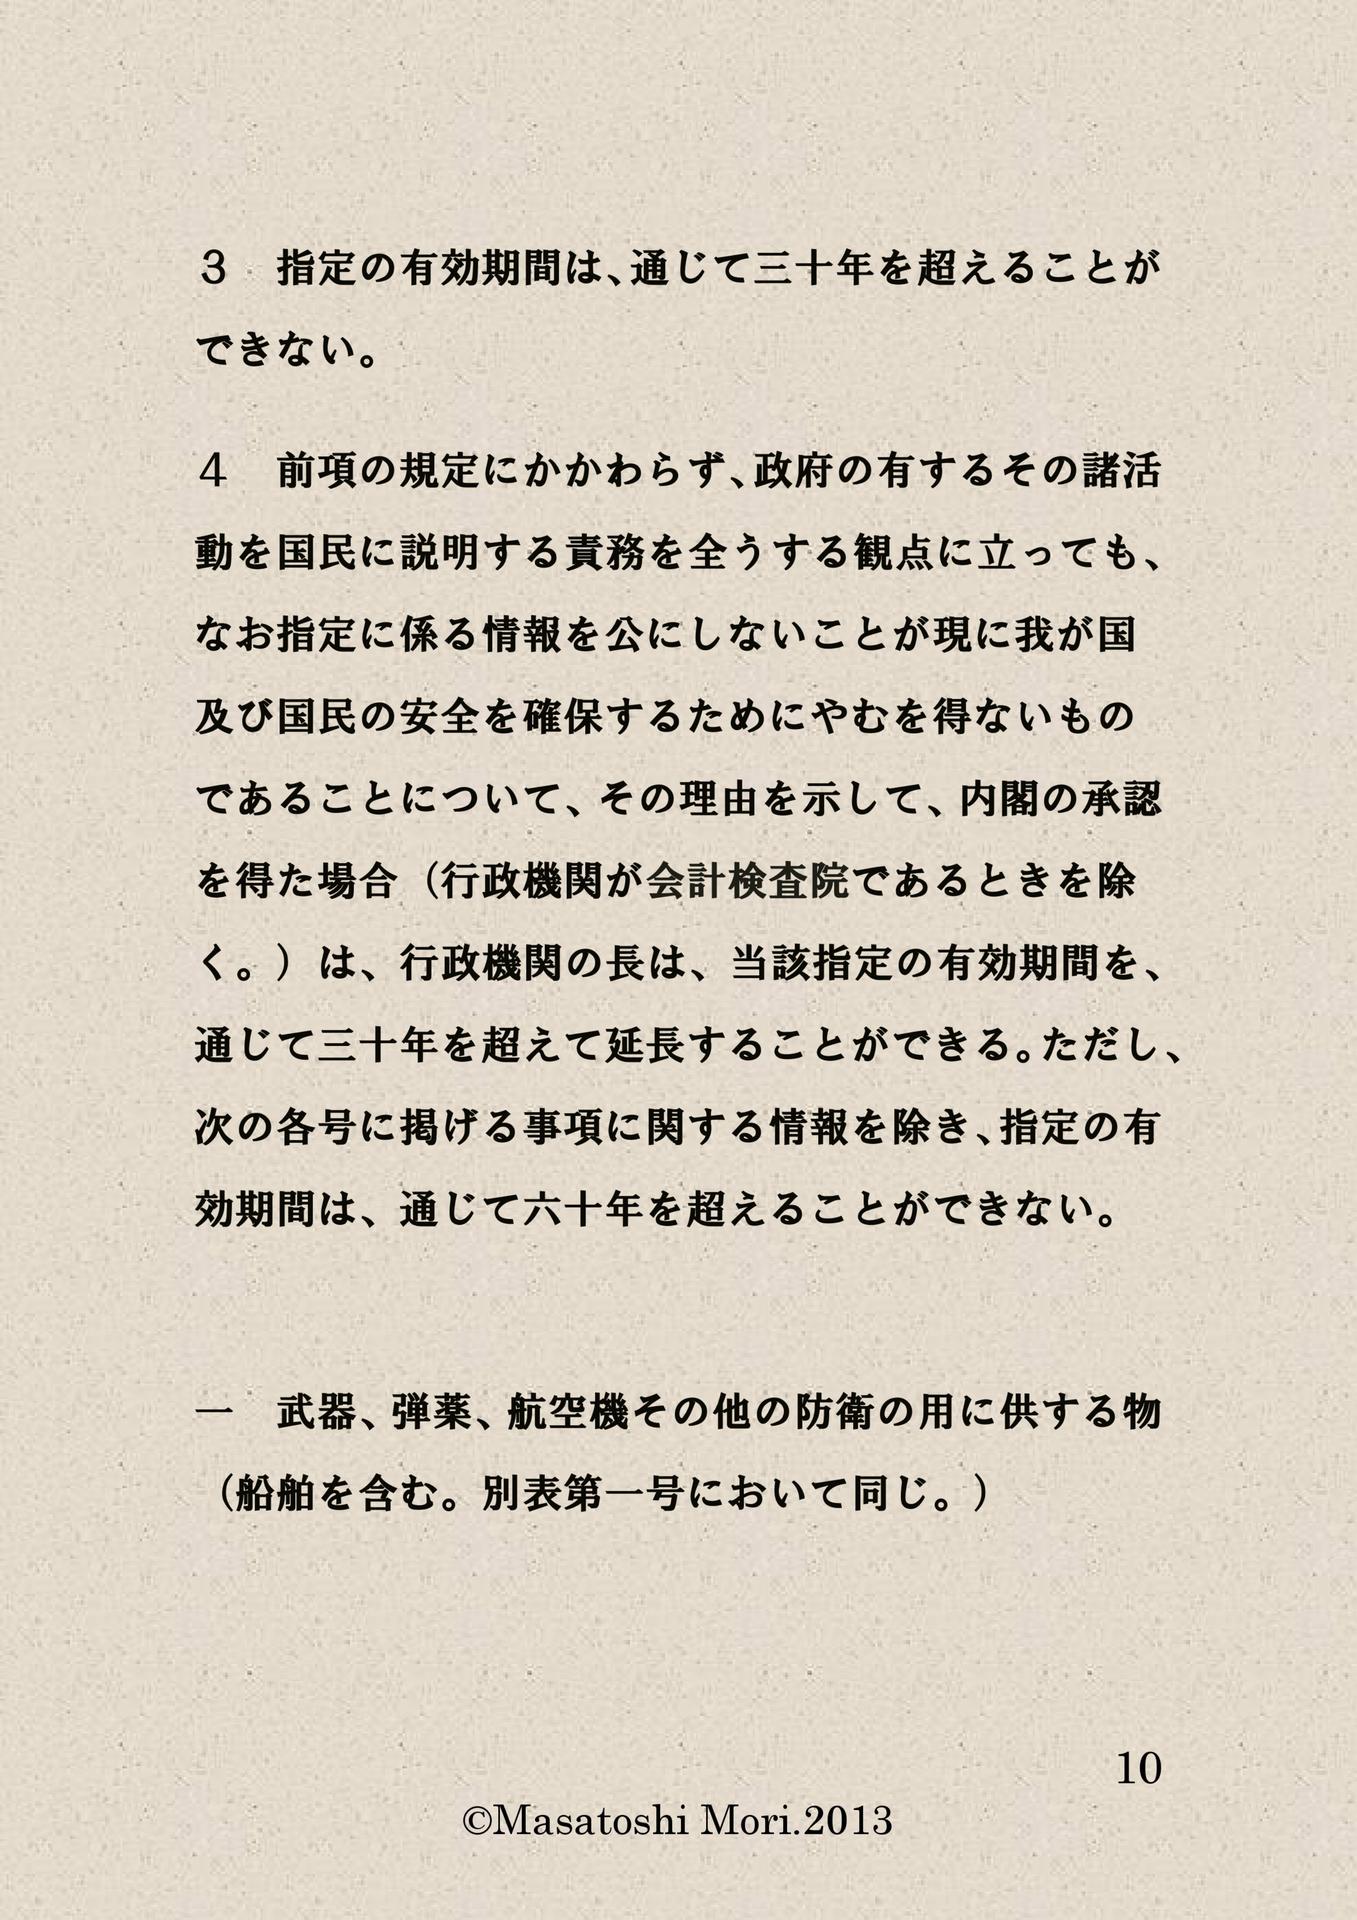 ３　指定の有効期間は、通じて三十年を超えることが
できない。
４　前項の規定にかかわらず、政府の有するその諸活
動を国民に説明する責務を全うする観点に立っても、
なお指定に係る情報を公にしないことが現に我が国
及び国民の安全を確保するためにやむを得ないもの
であることについて、その理由を示して、内閣の承認
を得た場合（行政機関が会計検査院であるときを除
く。）は、行政機関の長は、当該指定の有効期間を、
通じて三十年を超えて延長することができる。ただし、
次の各号に掲げる事項に関する情報を除き、指定の有
効期間は、通じて六十年を超えることができない。
一　武器、弾薬、航空機その他の防衛の用に供する物
（船舶を含む。別表第一号において同じ。）
10
©Masatoshi Mori.2013